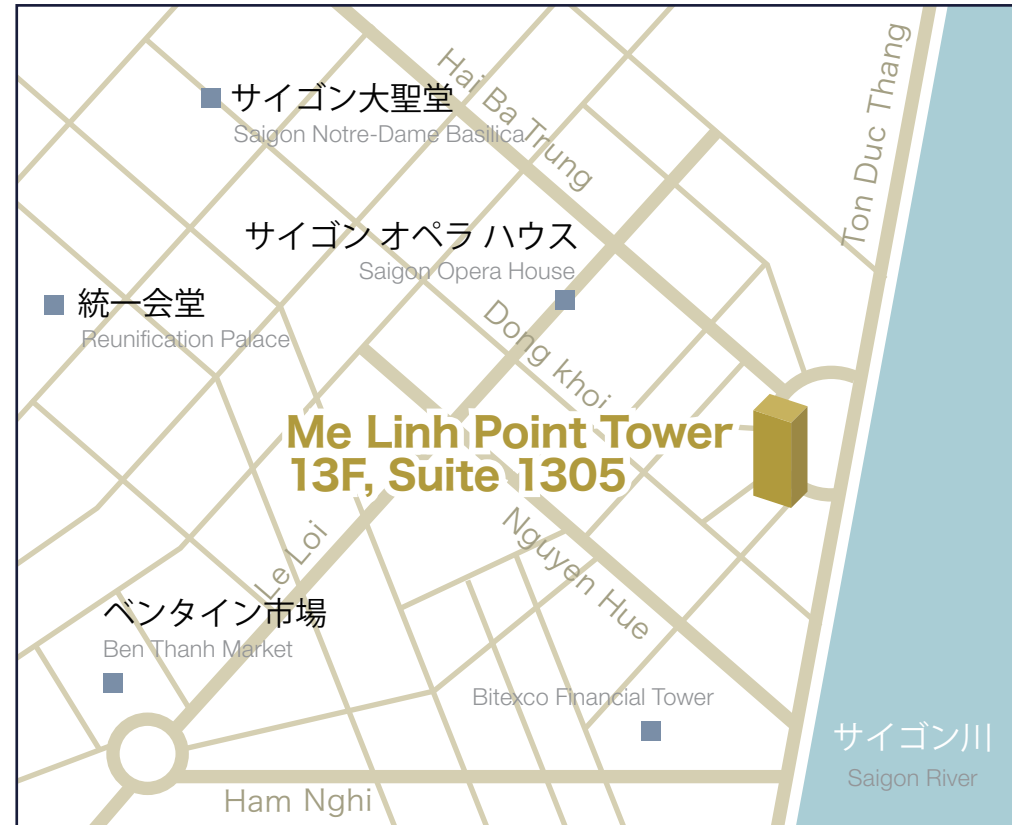 Hai Ba Trung
Ton Duc Thang
サイゴン大聖堂
Saigon Notre-Dame Basilica
サイゴン オペラ ハウス
Saigon Opera House
統一会堂
Reunification Palace
Dong khoi
Me Linh Point Tower
13F, Suite 1305
Nguyen Hue
Le Loi
ベンタイン市場
Ben Thanh Market
Bitexco Financial Tower
サイゴン川
Saigon River
Ham Nghi